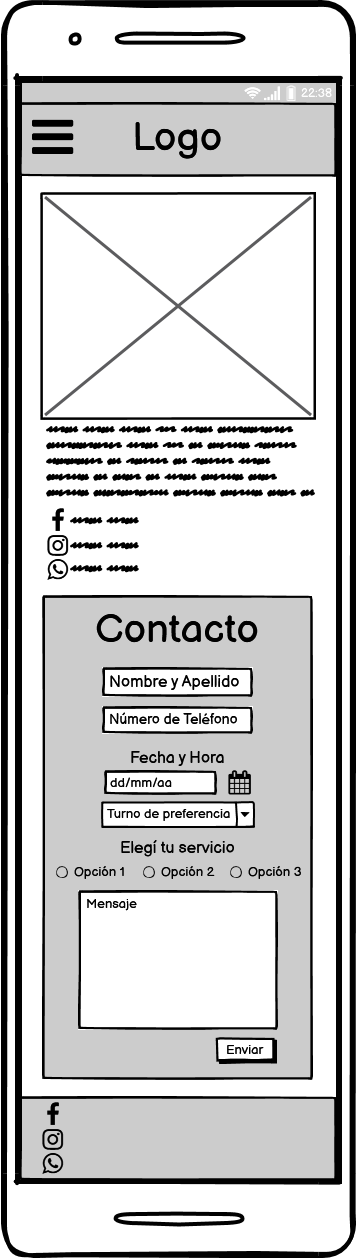 22:38
Logo
Contacto
Nombre y Apellido
Número de Teléfono
Fecha y Hora
dd/mm/aa
Turno de preferencia
Elegí tu servicio
Opción 1 Opción 2 Opción 3
Mensaje
Enviar